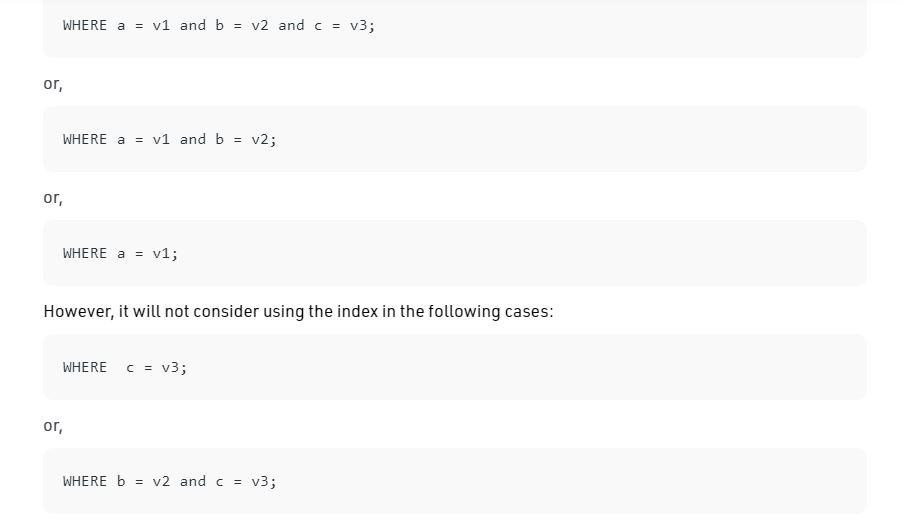 WHERE a = v1 and b = v2 and c = v3;
or,
WHERE a = v1 and b = v2;
or,
WHERE a = v1;
However, it will not consider using the index in the following cases:
WHERE  c = v3;
or,
WHERE b = v2 and c = v3;